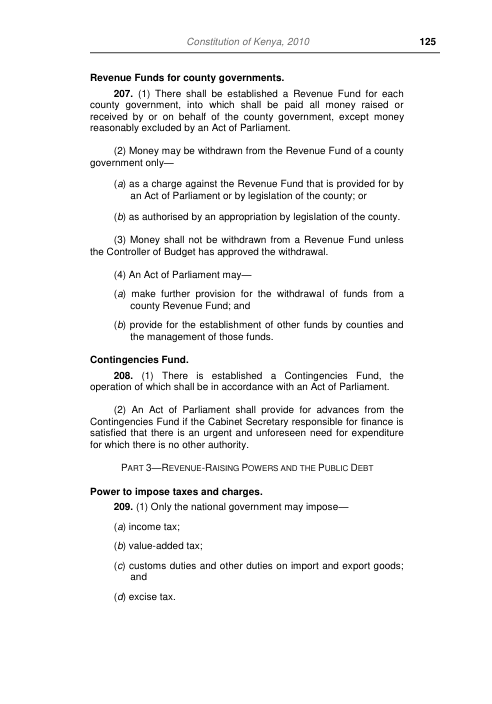 Constitution of Kenya, 2010 125
Revenue Funds for county governments.
207. (1) There shall be established a Revenue Fund for each
county government, into which shall be paid all money raised or
received by or on behalf of the county government, except money
reasonably excluded by an Act of Parliament.
(2) Money may be withdrawn from the Revenue Fund of a county
government only—
(a) as a charge against the Revenue Fund that is provided for by
an Act of Parliament or by legislation of the county; or
(b) as authorised by an appropriation by legislation of the county.
(3) Money shall not be withdrawn from a Revenue Fund unless
the Controller of Budget has approved the withdrawal.
(4) An Act of Parliament may—
(a) make further provision for the withdrawal of funds from a
county Revenue Fund; and
(b) provide for the establishment of other funds by counties and
the management of those funds.
Contingencies Fund.
208. (1) There is established a Contingencies Fund, the
operation of which shall be in accordance with an Act of Parliament.
(2) An Act of Parliament shall provide for advances from the
Contingencies Fund if the Cabinet Secretary responsible for finance is
satisfied that there is an urgent and unforeseen need for expenditure
for which there is no other authority.
PART 3—REVENUE-RAISING POWERS AND THE PUBLIC DEBT
Power to impose taxes and charges.
209. (1) Only the national government may impose—
(a) income tax;
(b) value-added tax;
(c) customs duties and other duties on import and export goods;
and
(d) excise tax.